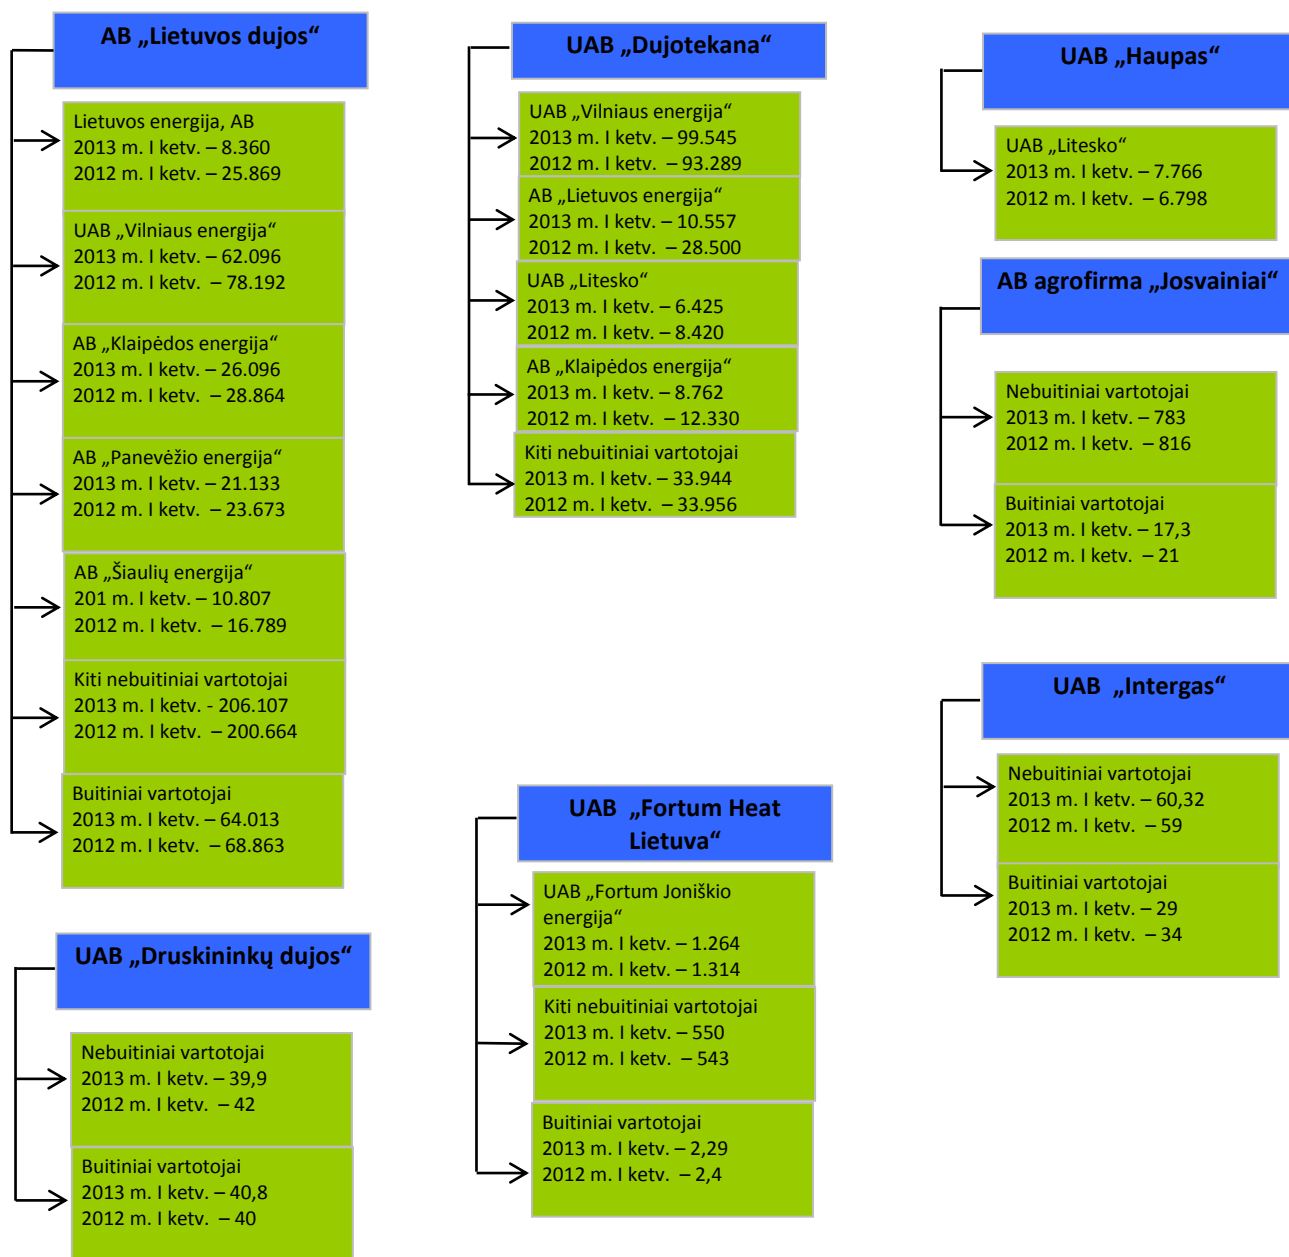 AB „Lietuvos dujos“
Lietuvos energija, AB
2013 m. I ketv. – 8.360
2012 m. I ketv. – 25.869
UAB „Vilniaus energija“
2013 m. I ketv. – 62.096
2012 m. I ketv. – 78.192
AB „Klaipėdos energija“
2013 m. I ketv. – 26.096
2012 m. I ketv. – 28.864
AB „Panevėžio energija“
2013 m. I ketv. – 21.133
2012 m. I ketv. – 23.673
AB „Šiaulių energija“
201 m. I ketv. – 10.807
2012 m. I ketv. – 16.789
Kiti nebuitiniai vartotojai
2013 m. I ketv. - 206.107
2012 m. I ketv. – 200.664
Buitiniai vartotojai
2013 m. I ketv. – 64.013
2012 m. I ketv. – 68.863
UAB „Druskininkų dujos“
Nebuitiniai vartotojai
2013 m. I ketv. – 39,9
2012 m. I ketv. – 42
Buitiniai vartotojai
2013 m. I ketv. – 40,8
2012 m. I ketv. – 40
UAB „Dujotekana“
UAB „Vilniaus energija“
2013 m. I ketv. – 99.545
2012 m. I ketv. – 93.289
AB „Lietuvos energija“
2013 m. I ketv. – 10.557
2012 m. I ketv. – 28.500
UAB „Litesko“
2013 m. I ketv. – 6.425
2012 m. I ketv. – 8.420
AB „Klaipėdos energija“
2013 m. I ketv. – 8.762
2012 m. I ketv. – 12.330
Kiti nebuitiniai vartotojai
2013 m. I ketv. – 33.944
2012 m. I ketv. – 33.956
UAB „Fortum Heat
Lietuva“
UAB „Fortum Joniškio
energija“
2013 m. I ketv. – 1.264
2012 m. I ketv. – 1.314
Kiti nebuitiniai vartotojai
2013 m. I ketv. – 550
2012 m. I ketv. – 543
Buitiniai vartotojai
2013 m. I ketv. – 2,29
2012 m. I ketv. – 2,4
UAB „Haupas“
UAB „Litesko“
2013 m. I ketv. – 7.766
2012 m. I ketv. – 6.798
AB agrofirma „Josvainiai“
Nebuitiniai vartotojai
2013 m. I ketv. – 783
2012 m. I ketv. – 816
Buitiniai vartotojai
2013 m. I ketv. – 17,3
2012 m. I ketv. – 21
UAB „Intergas“
Nebuitiniai vartotojai
2013 m. I ketv. – 60,32
2012 m. I ketv. – 59
Buitiniai vartotojai
2013 m. I ketv. – 29
2012 m. I ketv. – 34